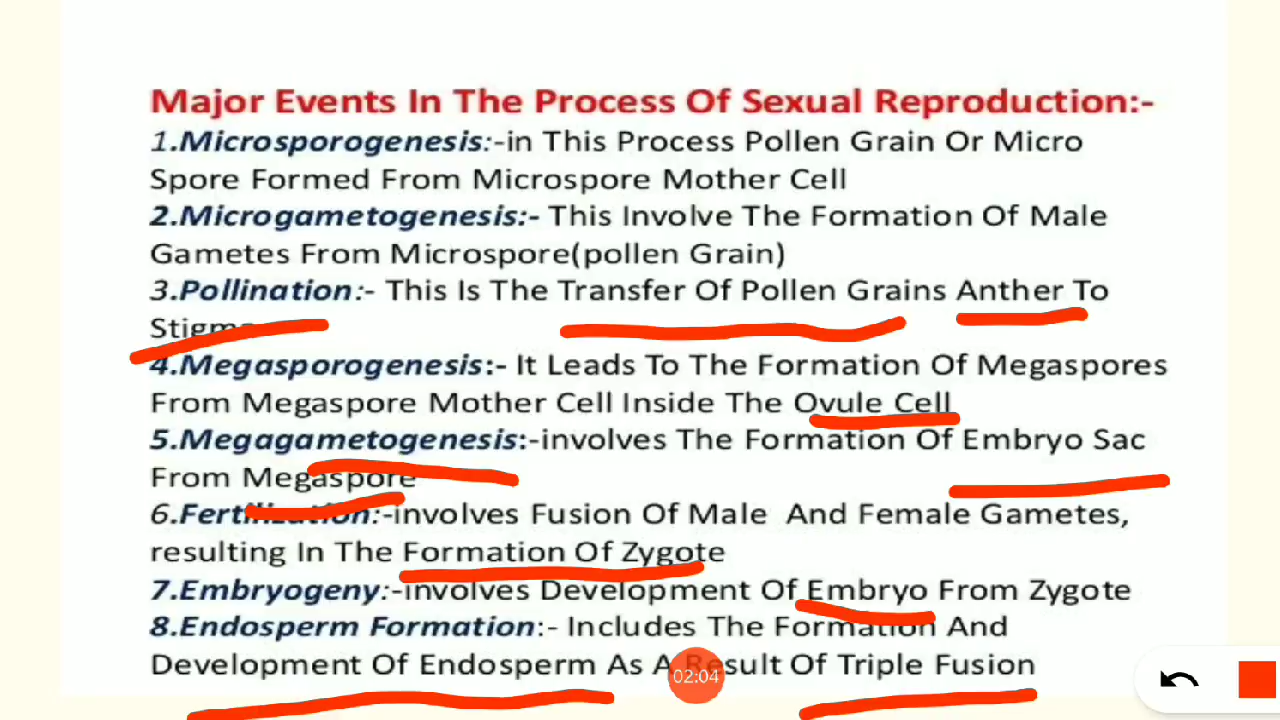 Major Events In The Process Of Sexual Reproduction:-
1.Microsporogenesis:-in This Process Pollen Grain Or Micro
Spore Formed From Microspore Mother Cell
2.Microgametogenesis:- This Involve The Formation Of Male
Gametes From Microspore(pollen Grain)
3.Pollination:- This Is The Transfer Of Pollen Grains Anther To
Stigma
4.Megasporogenesis:- It Leads To The Formation Of Megaspores
From Megaspore Mother Cell Inside The Ovule Cell
5.Megagametogenesis:-involves The Formation Of Embryo Sac
From Megaspore
6.Fertilization:-involves Fusion Of Male And Female Gametes,
resulting In The Formation Of Zygote
7.Embryogeny:-involves Development Of Embryo From Zygote
8.Endosperm Formation:- Includes The Formation And
Development Of Endosperm As A Result Of Triple Fusion
02:04